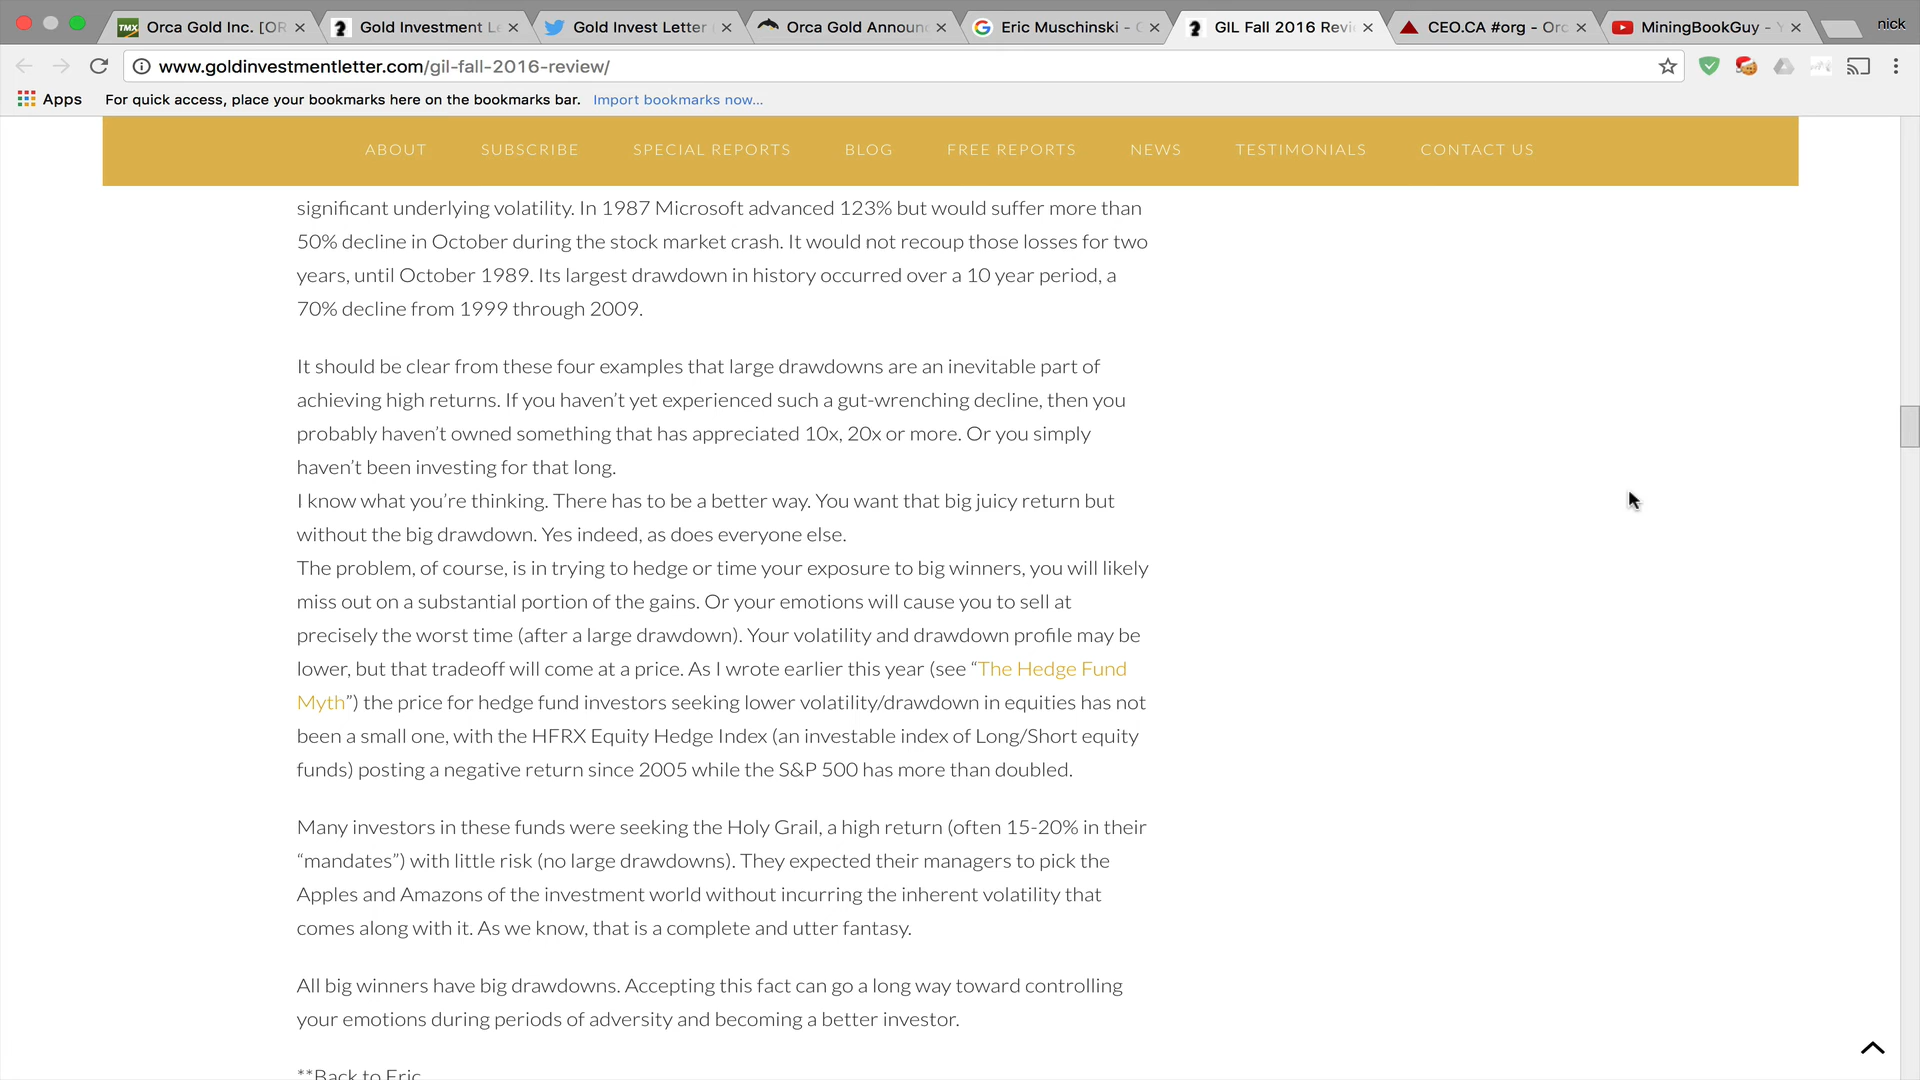 Orca Gold Inc. [OR
Gold Investment Le
Gold Invest Letter
Orca Gold Announ
Eric Muschinski - G
GIL Fall 2016 Revi
CEO.CA #org - Orc
MiningBookGuy - Y
nick
www.goldinvestmentletter.com/gil-fall-2016-review/
Apps For quick access, place your bookmarks here on the bookmarks bar. Import bookmarks now...
ABOUT SUBSCRIBE SPECIAL REPORTS BLOG FREE REPORTS NEWS TESTIMONIALS CONTACT US
significant underlying volatility. In 1987 Microsoft advanced 123% but would suffer more than
50% decline in October during the stock market crash. It would not recoup those losses for two
years, until October 1989. Its largest drawdown in history occurred over a 10 year period, a
70% decline from 1999 through 2009.
It should be clear from these four examples that large drawdowns are an inevitable part of
achieving high returns. If you haven’t yet experienced such a gut-wrenching decline, then you
probably haven’t owned something that has appreciated 10x, 20x or more. Or you simply
haven’t been investing for that long.
I know what you’re thinking. There has to be a better way. You want that big juicy return but
without the big drawdown. Yes indeed, as does everyone else.
The problem, of course, is in trying to hedge or time your exposure to big winners, you will likely
miss out on a substantial portion of the gains. Or your emotions will cause you to sell at
precisely the worst time (after a large drawdown). Your volatility and drawdown profile may be
lower, but that tradeoff will come at a price. As I wrote earlier this year (see “The Hedge Fund
Myth”) the price for hedge fund investors seeking lower volatility/drawdown in equities has not
been a small one, with the HFRX Equity Hedge Index (an investable index of Long/Short equity
funds) posting a negative return since 2005 while the S&P 500 has more than doubled.
Many investors in these funds were seeking the Holy Grail, a high return (often 15-20% in their
“mandates”) with little risk (no large drawdowns). They expected their managers to pick the
Apples and Amazons of the investment world without incurring the inherent volatility that
comes along with it. As we know, that is a complete and utter fantasy.
All big winners have big drawdowns. Accepting this fact can go a long way toward controlling
your emotions during periods of adversity and becoming a better investor.
**Back to Eric